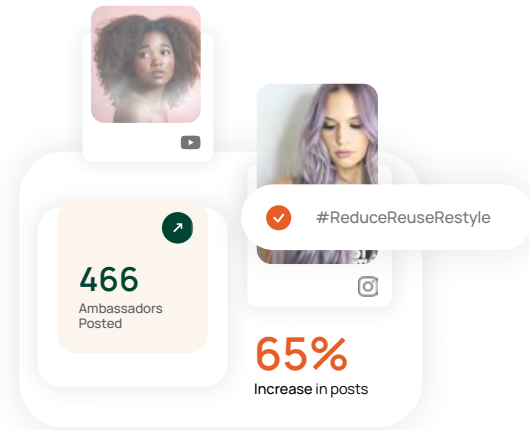 #ReduceReuseRestyle
466
Ambassadors
Posted
65%
Increase in posts